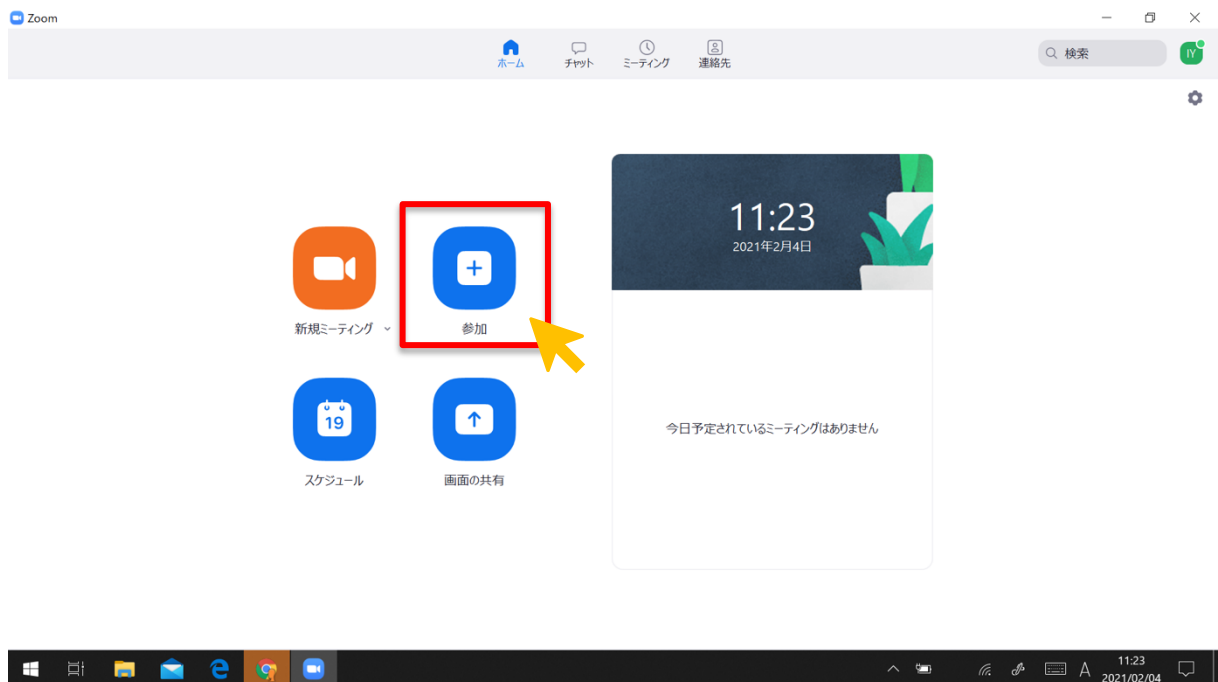 Zoom
ホーム
チャット
ミーティング
連絡先
検索
IY
11:23
2021年2月4日
新規ミーティング
参加
19
スケジュール
画面の共有
今日予定されているミーティングはありません
A
11:23
2021/02/04